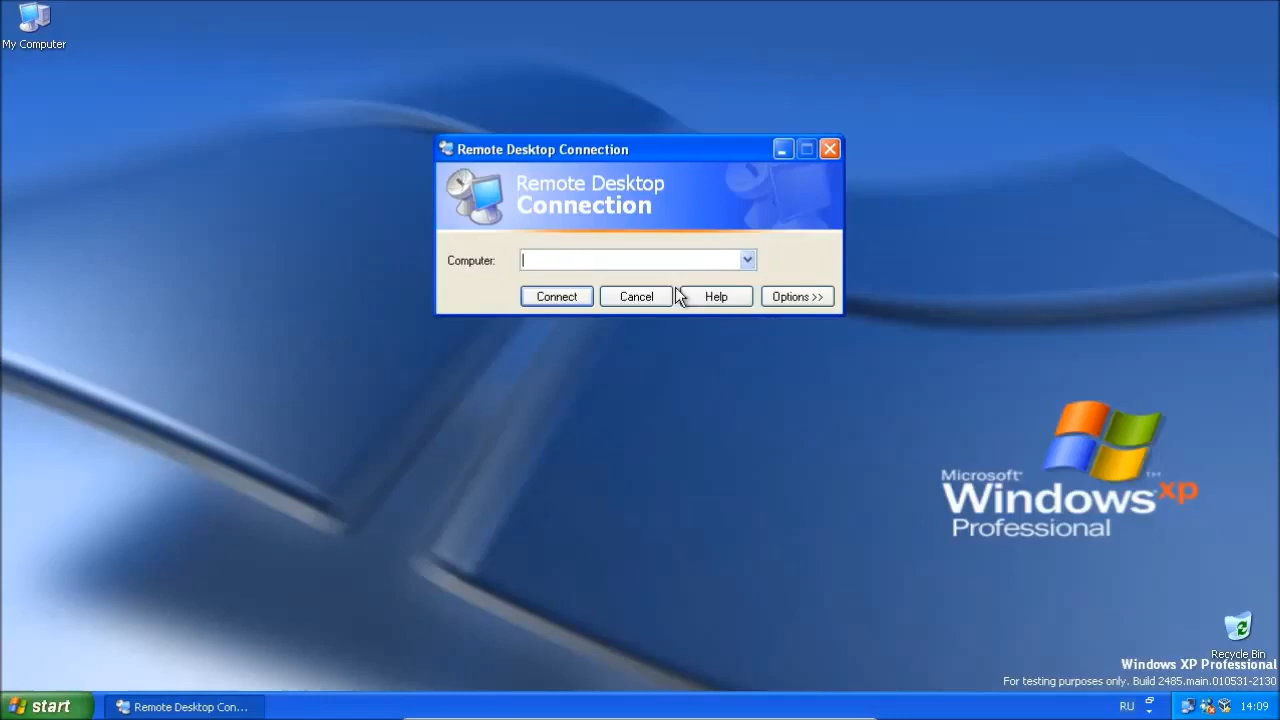 My Computer
Remote Desktop Connection
Remote Desktop
Connection
Computer:
Connect
Cancel
Help
Options >>
Microsoft®
Windows xp™
Professional
Recycle Bin
Windows XP Professional
For testing purposes only. Build 2485.main.010531-2130
start
Remote Desktop Con...
RU
14:09